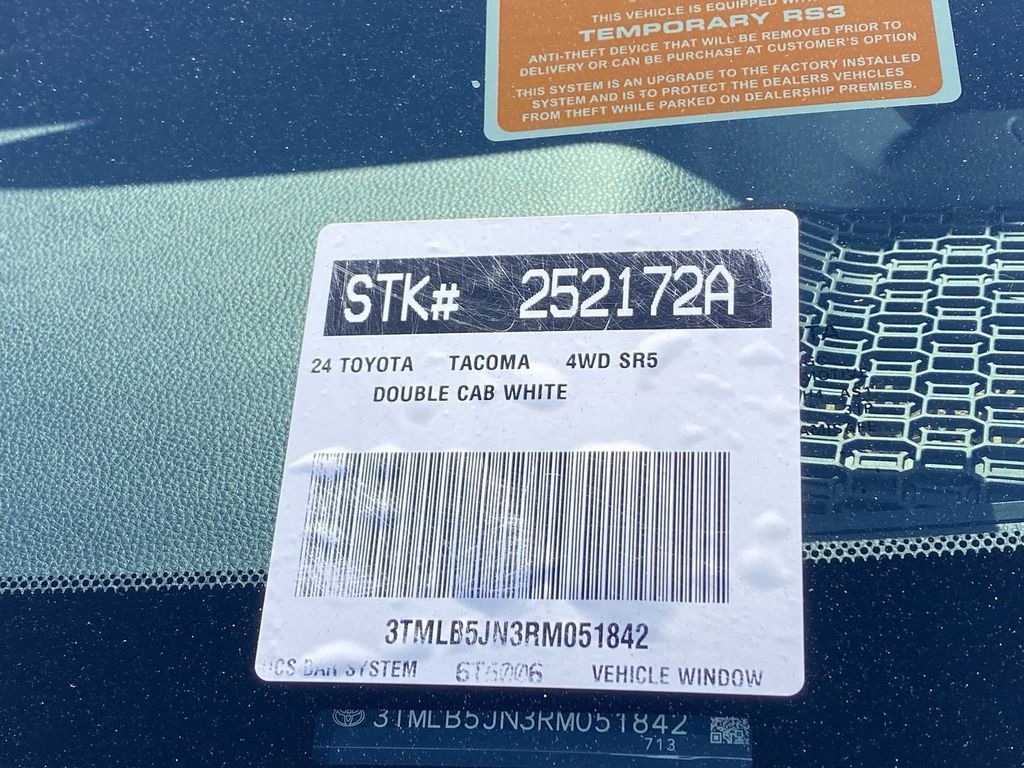 THIS VEHICLE IS EQUIPPED WITH
TEMPORARY RS3
ANTI-THEFT DEVICE THAT WILL BE REMOVED PRIOR TO
DELIVERY OR CAN BE PURCHASE AT CUSTOMER'S OPTION
THIS SYSTEM IS AN UPGRADE TO THE FACTORY INSTALLED
SYSTEM AND IS TO PROTECT THE DEALERS VEHICLES
FROM THEFT WHILE PARKED ON DEALERSHIP PREMISES.
STK# 252172A
24 TOYOTA TACOMA 4WD SR5
DOUBLE CAB WHITE
3TMLB5JN3RM051842
BAR SYSTEM VEHICLE WINDOW
3TMLB5JN3RM051842
713